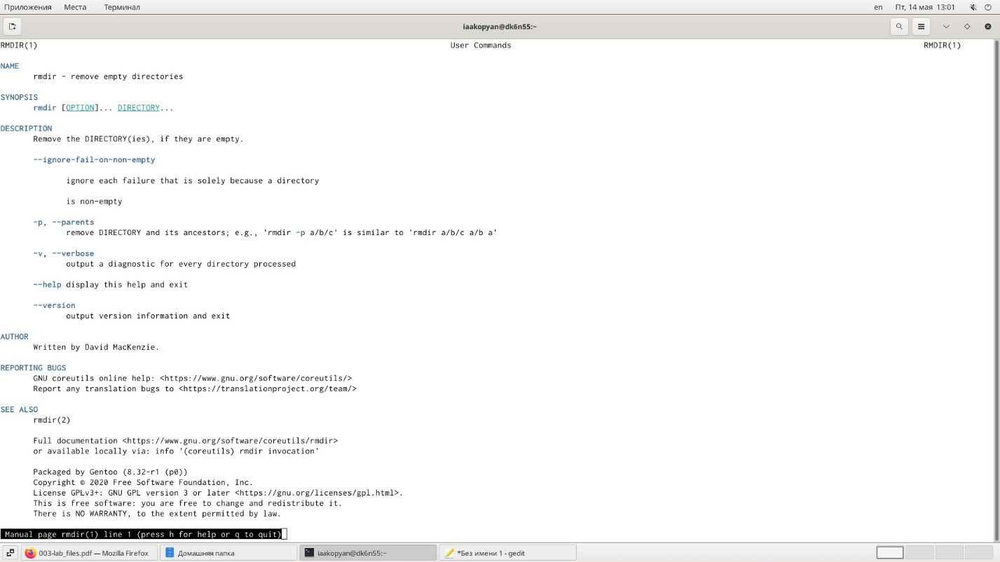 Приложения Места Терминал en Пт, 14 мая 13:01
iaakopyan@dk6n55:~
RMDIR(1) User Commands RMDIR(1)
NAME
rmdir - remove empty directories
SYNOPSIS
rmdir [OPTION]... DIRECTORY...
DESCRIPTION
Remove the DIRECTORY(ies), if they are empty.
--ignore-fail-on-non-empty
ignore each failure that is solely because a directory
is non-empty
-p, --parents
remove DIRECTORY and its ancestors; e.g., 'rmdir -p a/b/c' is similar to 'rmdir a/b/c a/b a'
-v, --verbose
output a diagnostic for every directory processed
--help display this help and exit
--version
output version information and exit
AUTHOR
Written by David MacKenzie.
REPORTING BUGS
GNU coreutils online help: <https://www.gnu.org/software/coreutils/>
Report any translation bugs to <https://translationproject.org/team/>
SEE ALSO
rmdir(2)
Full documentation <https://www.gnu.org/software/coreutils/rmdir>
or available locally via: info '(coreutils) rmdir invocation'
Packaged by Gentoo (8.32-r1 (p0))
Copyright © 2020 Free Software Foundation, Inc.
License GPLv3+: GNU GPL version 3 or later <https://gnu.org/licenses/gpl.html>.
This is free software: you are free to change and redistribute it.
There is NO WARRANTY, to the extent permitted by law.
Manual page rmdir(1) line 1 (press h for help or q to quit)
003-lab_files.pdf — Mozilla Firefox Домашняя папка iaakopyan@dk6n55:~ *Без имени 1 - gedit